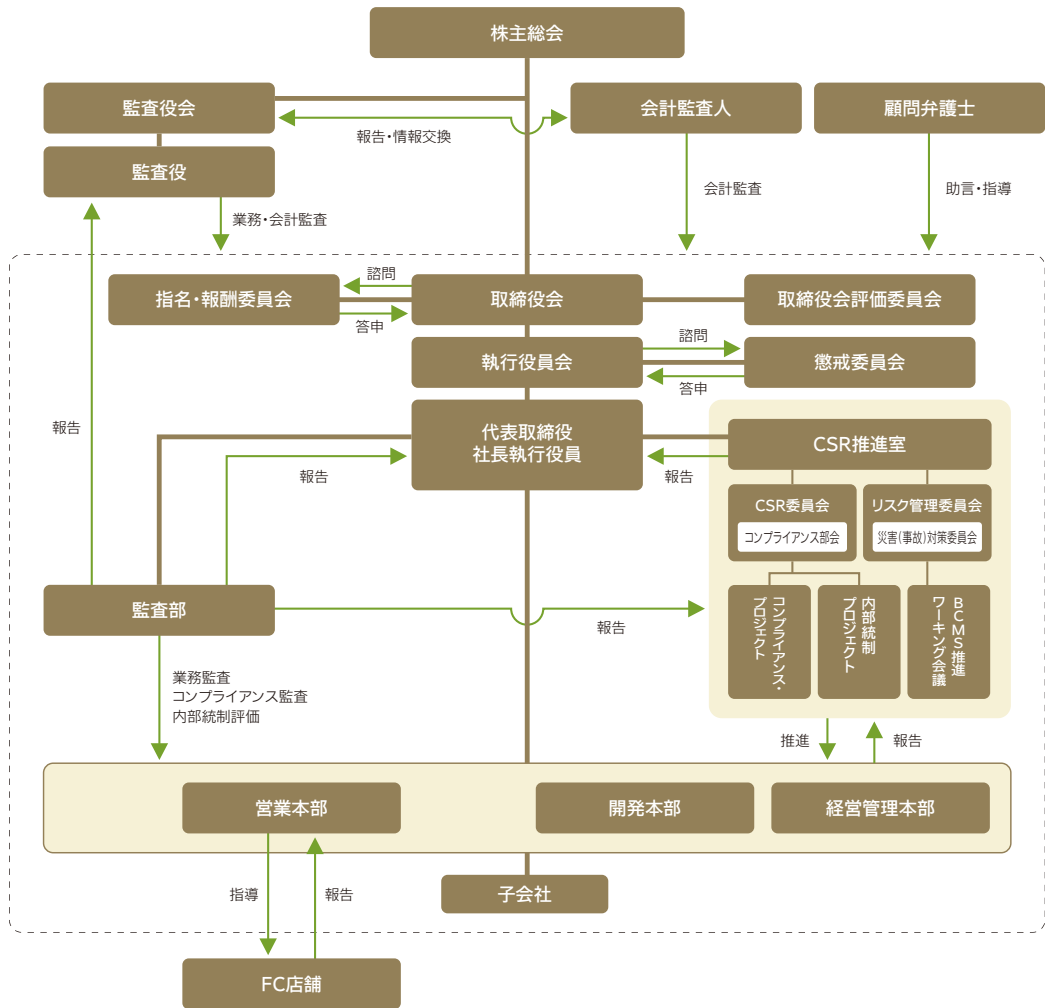 株主総会
監査役会
会計監査人
顧問弁護士
報告・情報交換
監査役
会計監査
助言・指導
業務・会計監査
諮問
指名・報酬委員会
取締役会
取締役会評価委員会
答申
諮問
執行役員会
懲戒委員会
答申
報告
代表取締役
社長執行役員
CSR推進室
報告
報告
CSR委員会
コンプライアンス部会
リスク管理委員会
災害(事故)対策委員会
監査部
報告
コンプライアンス・
プロジェクト
内部統制
プロジェクト
BCMS推進
ワーキング会議
業務監査
コンプライアンス監査
内部統制評価
推進
報告
営業本部
開発本部
経営管理本部
指導
報告
子会社
FC店舗